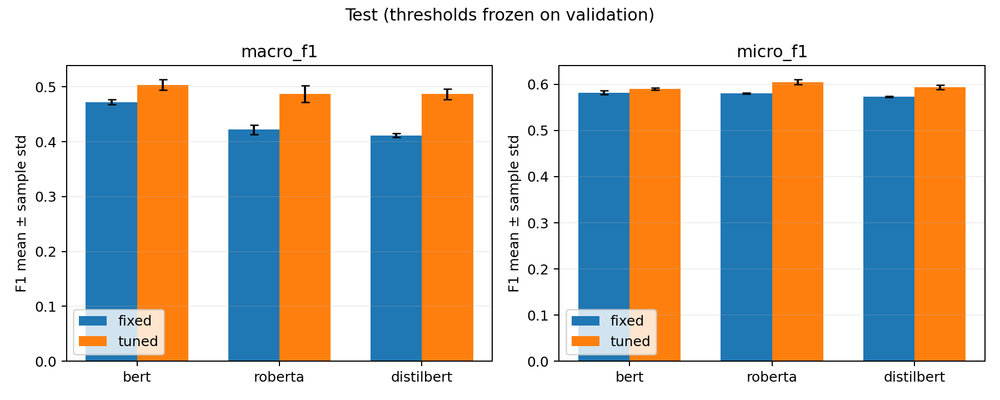 Test (thresholds frozen on validation)
macro_f1
F1 mean ± sample std
0.5
0.4
0.3
0.2
0.1
0.0
fixed
tuned
bert
roberta
distilbert
micro_f1
F1 mean ± sample std
0.6
0.5
0.4
0.3
0.2
0.1
0.0
fixed
tuned
bert
roberta
distilbert